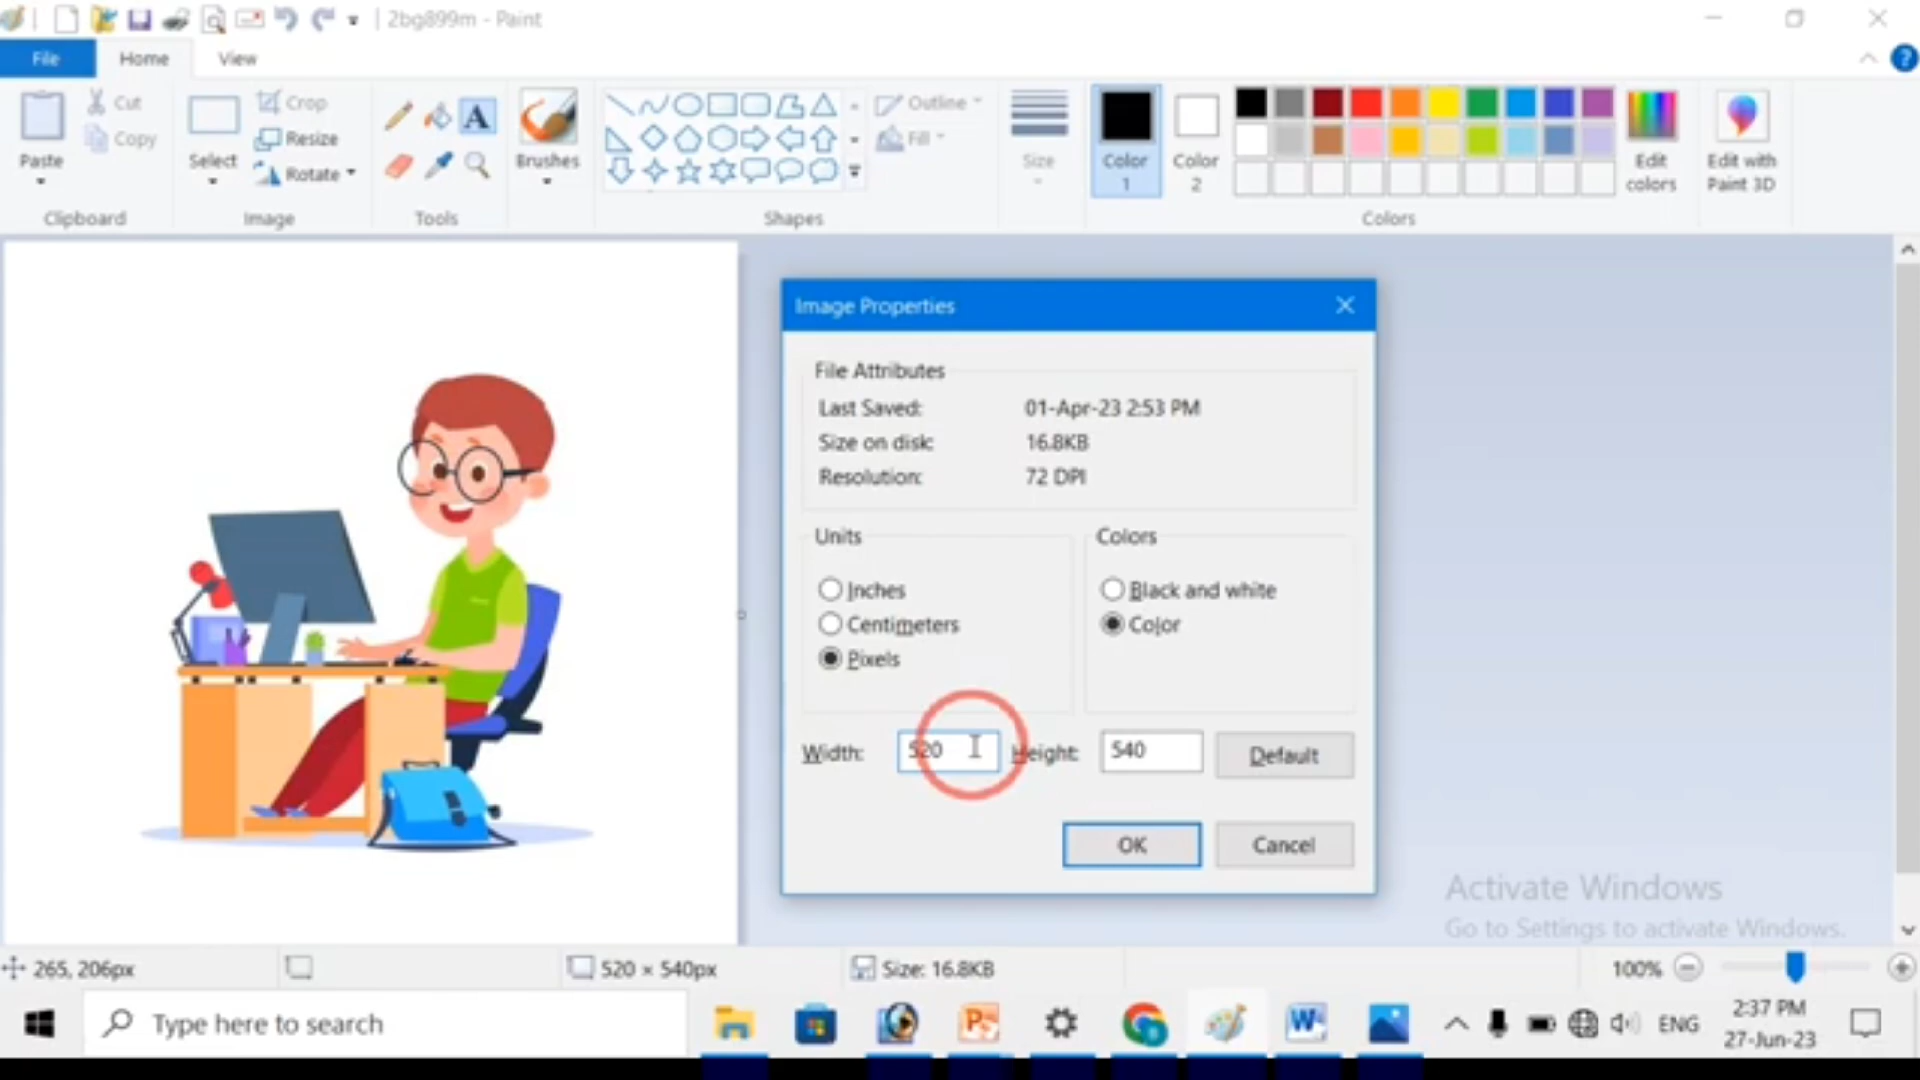 2bg899m - Paint
File Home View
Paste Cut Copy Clipboard
Select Crop Resize Rotate Image
Tools
Brushes
Shapes
Outline Fill
Size
Color 1
Color 2
Colors
Edit colors
Edit with Paint 3D
Image Properties
File Attributes
Last Saved: 01-Apr-23 2:53 PM
Size on disk: 16.8KB
Resolution: 72 DPI
Units
Inches
Centimeters
Pixels
Colors
Black and white
Color
Width: 520 Height: 540 Default
OK Cancel
Activate Windows
Go to Settings to activate Windows.
265, 206px 520 × 540px Size: 16.8KB 100%
Type here to search
ENG
2:37 PM
27-Jun-23